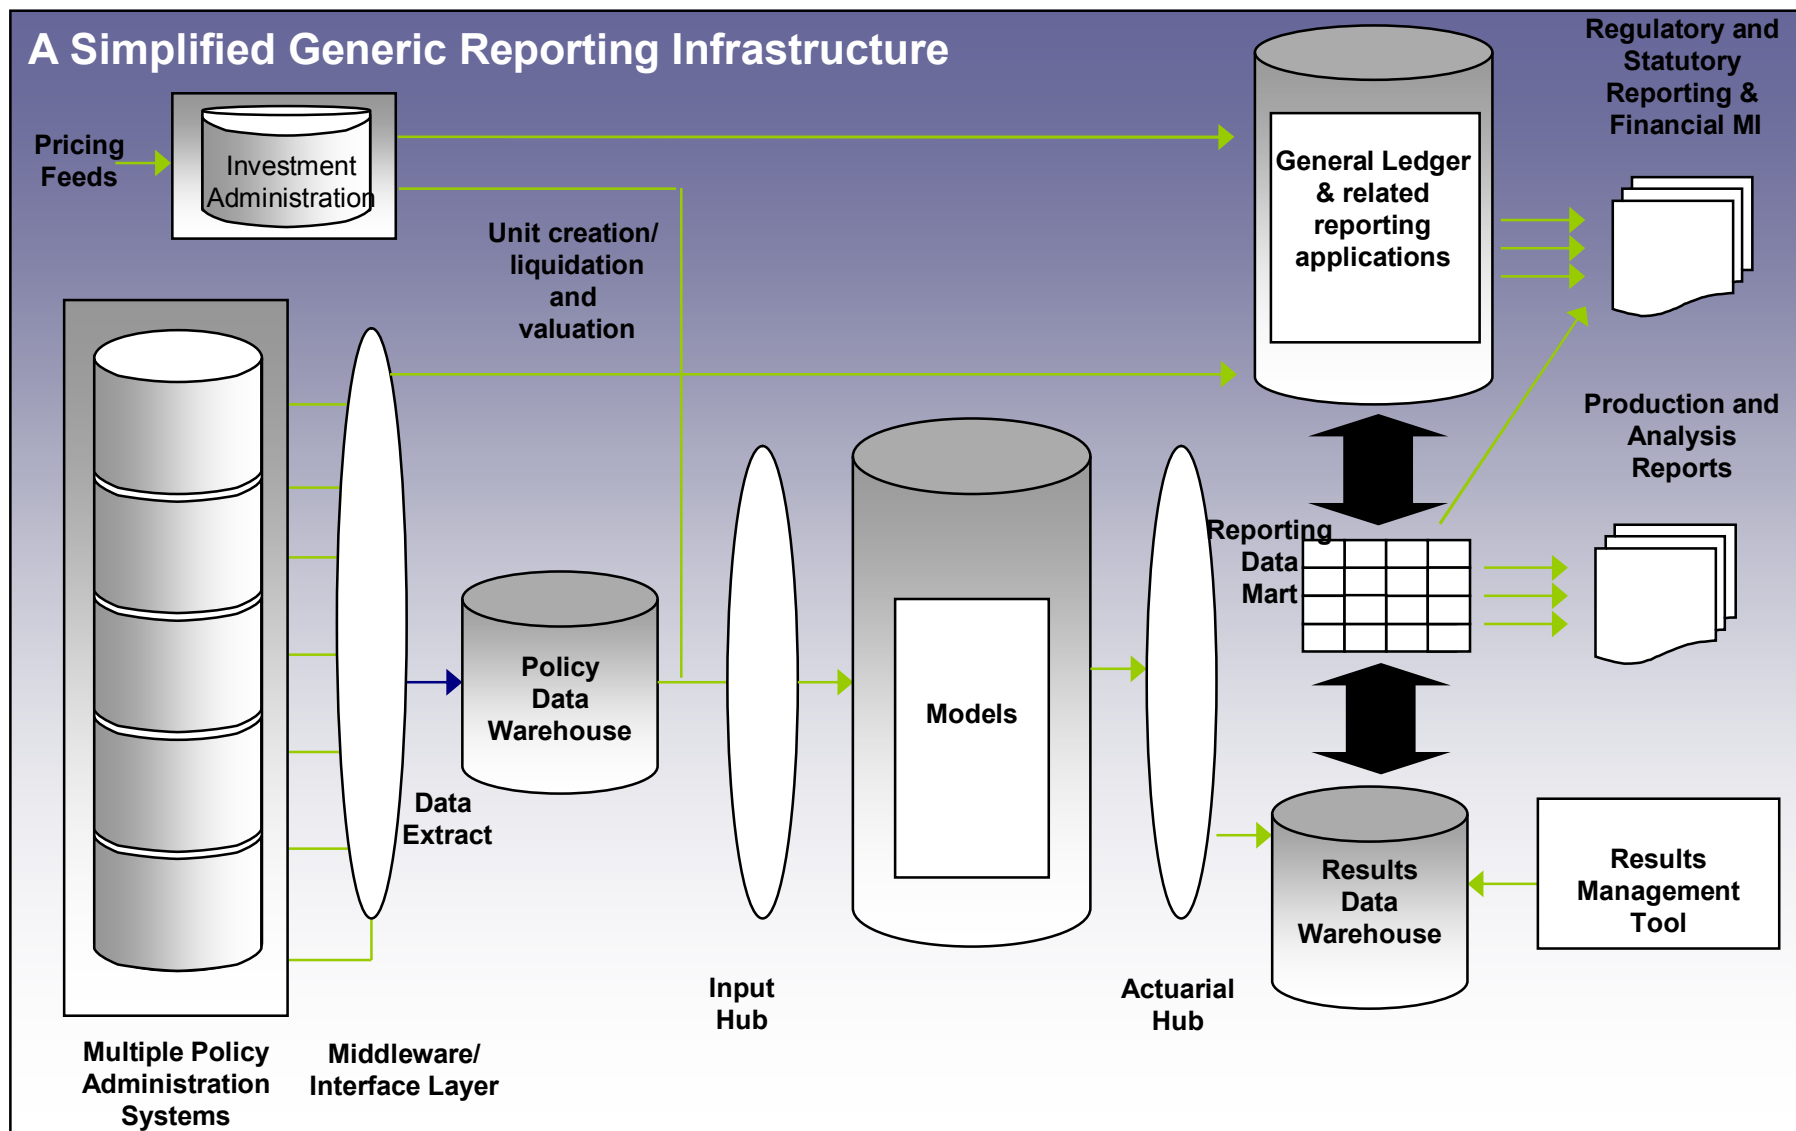 A Simplified Generic Reporting Infrastructure
Pricing
Feeds
Investment
Administration
Unit creation/
liquidation
and
valuation
General Ledger
& related
reporting
applications
Regulatory and
Statutory
Reporting &
Financial MI
Production and
Analysis
Reports
Reporting
Data
Mart
Policy
Data
Warehouse
Models
Data
Extract
Results
Data
Warehouse
Results
Management
Tool
Input
Hub
Actuarial
Hub
Multiple Policy
Administration
Systems
Middleware/
Interface Layer